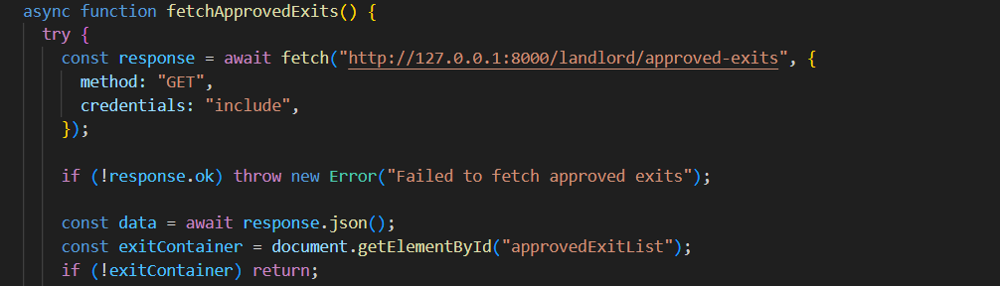 async function fetchApprovedExits() {
try {
const response = await fetch("http://127.0.0.1:8000/landlord/approved-exits", {
method: "GET",
credentials: "include",
});
if (!response.ok) throw new Error("Failed to fetch approved exits");
const data = await response.json();
const exitContainer = document.getElementById("approvedExitList");
if (!exitContainer) return;